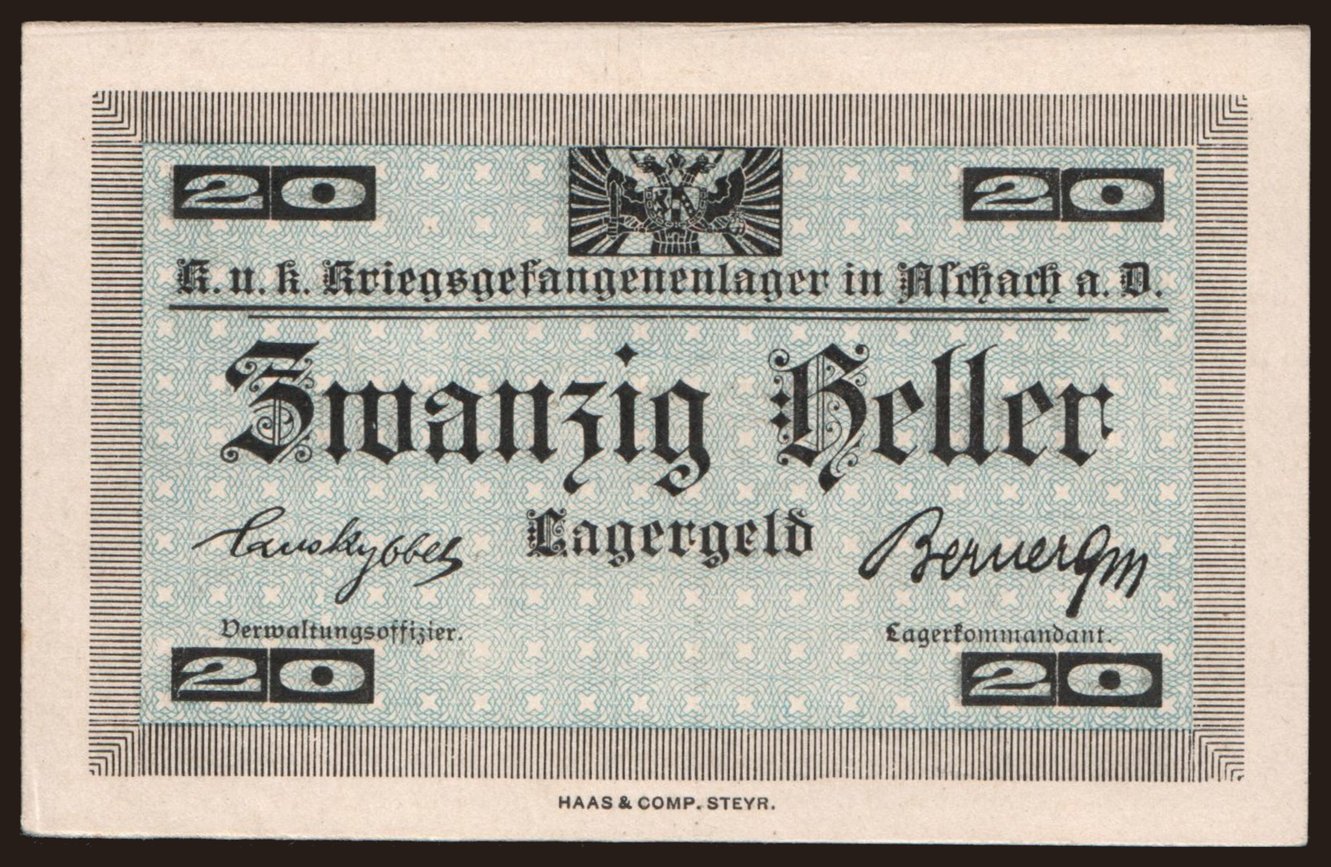 20 20
K. u. k. Kriegsgefangenenlager in Aschach a. D.
Zwanzig Heller
Lagergeld
Verwaltungsoffizier. Lagerkommandant.
20 20
HAAS & COMP. STEYR.